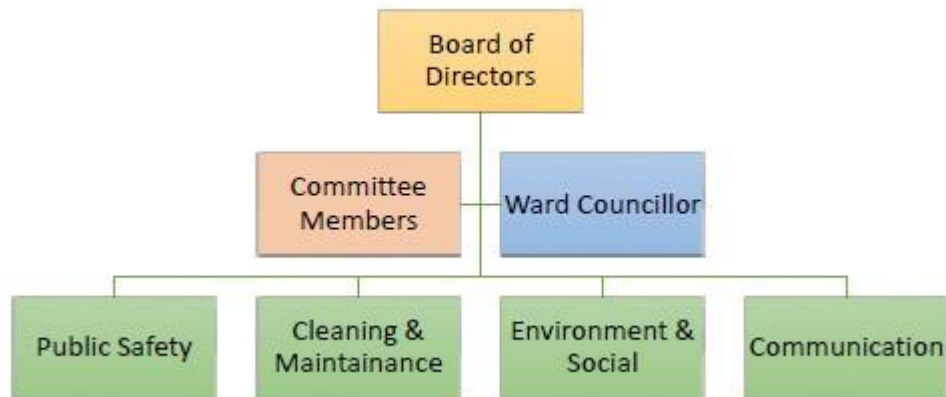 Board of
Directors
Committee
Members
Ward Councillor
Public Safety
Cleaning &
Maintainance
Environment &
Social
Communication